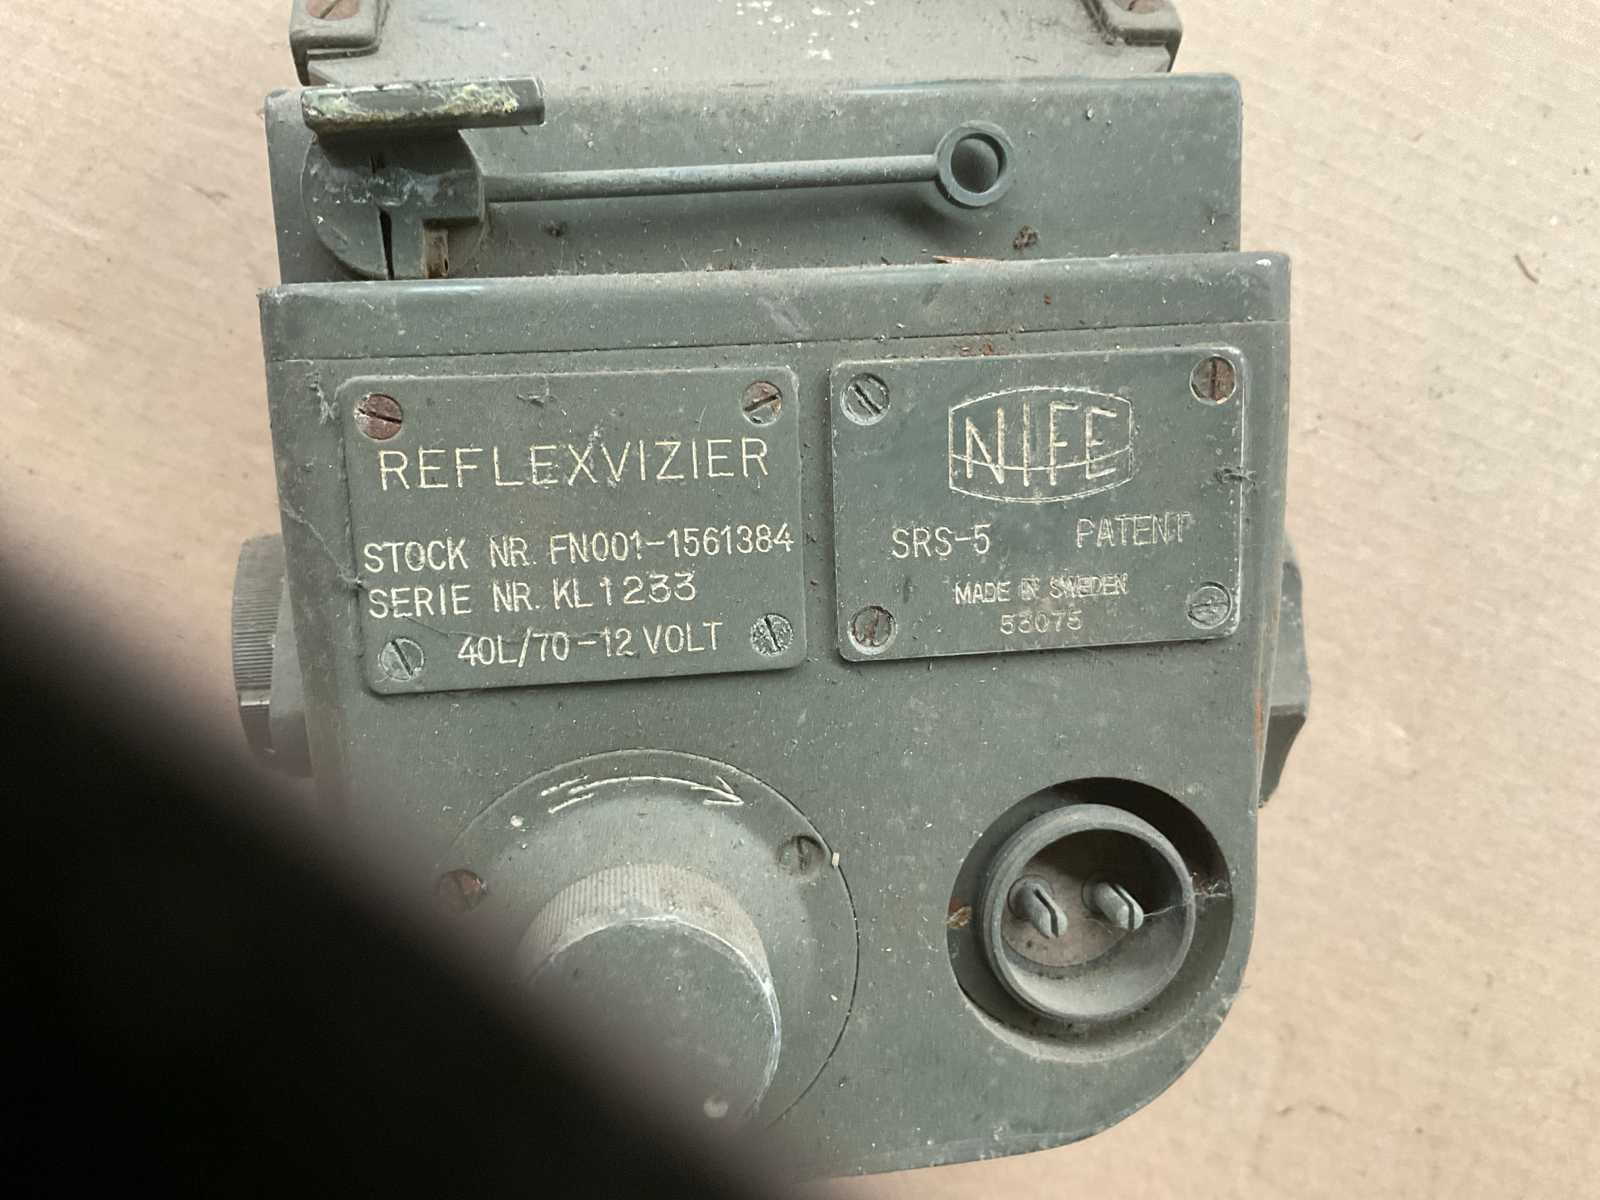 REFLEXVIZIER
STOCK NR. FN001-1561384
SERIE NR. KL1233
40L/70-12 VOLT
NIFE
SRS-5 PATENT
MADE IN SWEDEN
53075